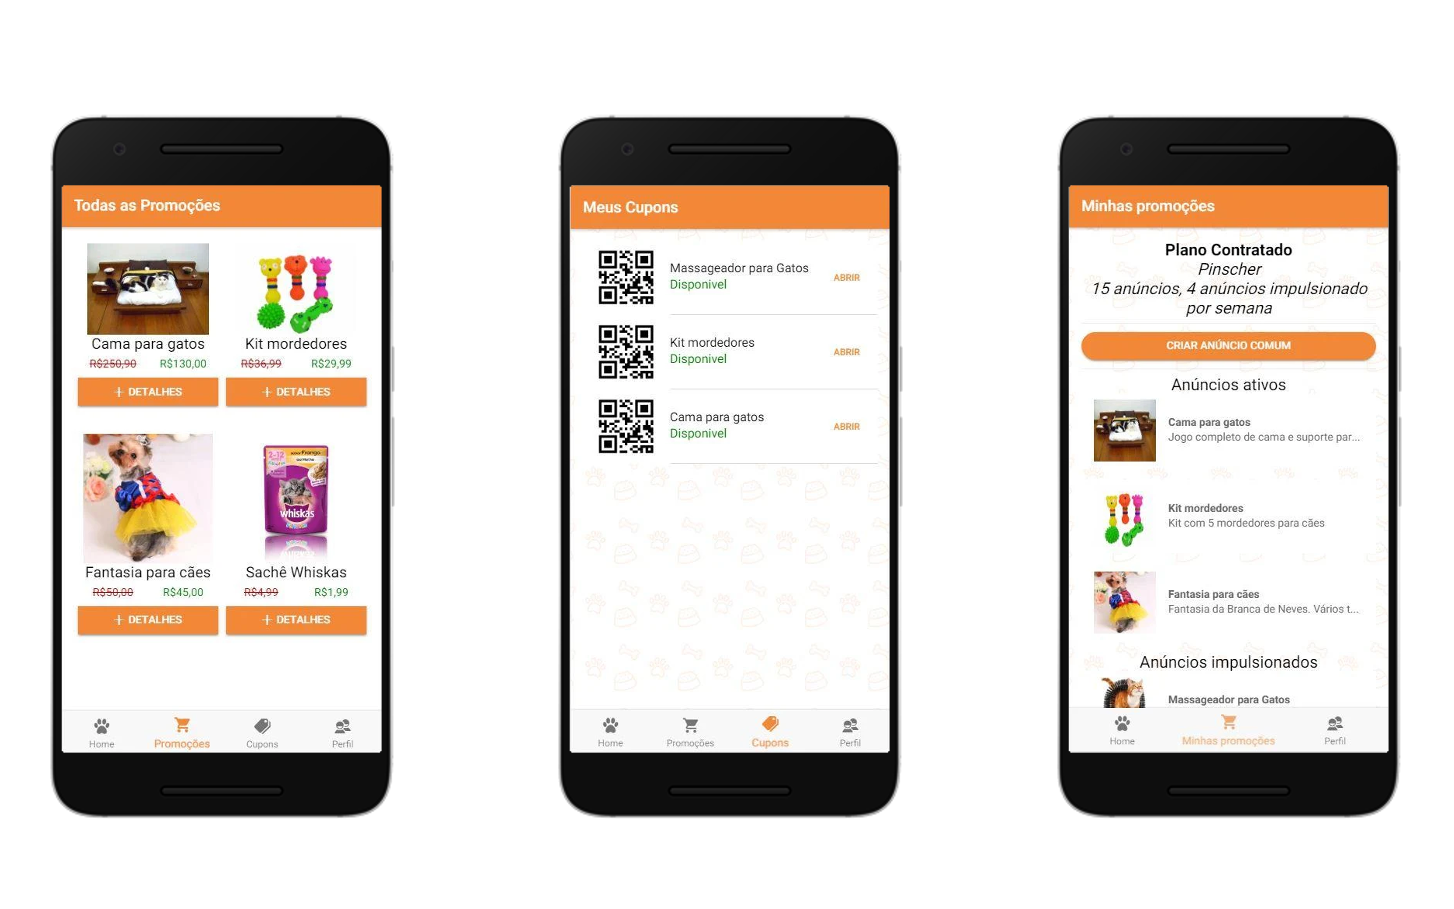 Todas as Promoções
Cama para gatos
R$250,90 R$130,00
+ DETALHES
Kit mordedores
R$36,99 R$29,99
+ DETALHES
Fantasia para cães
R$50,00 R$45,00
+ DETALHES
whiskas
Sachê Whiskas
R$4,99 R$1,99
+ DETALHES
Home Promoções Cupons Perfil
Meus Cupons
Massageador para Gatos
Disponivel
ABRIR
Kit mordedores
Disponivel
ABRIR
Cama para gatos
Disponivel
ABRIR
Home Promoções Cupons Perfil
Minhas promoções
Plano Contratado
Pinscher
15 anúncios, 4 anúncios impulsionado
por semana
CRIAR ANÚNCIO COMUM
Anúncios ativos
Cama para gatos
Jogo completo de cama e suporte par...
Kit mordedores
Kit com 5 mordedores para cães
Fantasia para cães
Fantasia da Branca de Neves. Vários t...
Anúncios impulsionados
Massageador para Gatos
Home Minhas promoções Perfil